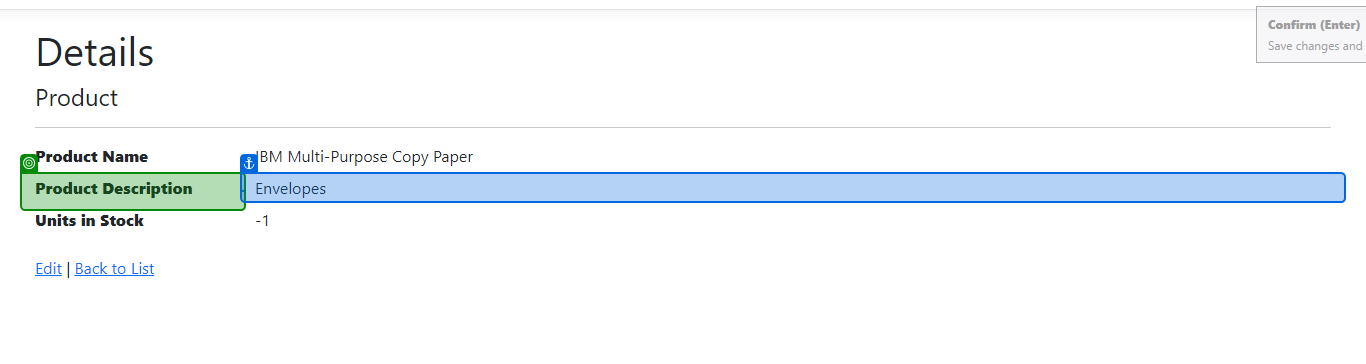 Confirm (Enter)
Save changes and
Details
Product
Product Name IBM Multi-Purpose Copy Paper
Product Description Envelopes
Units in Stock -1
Edit | Back to List